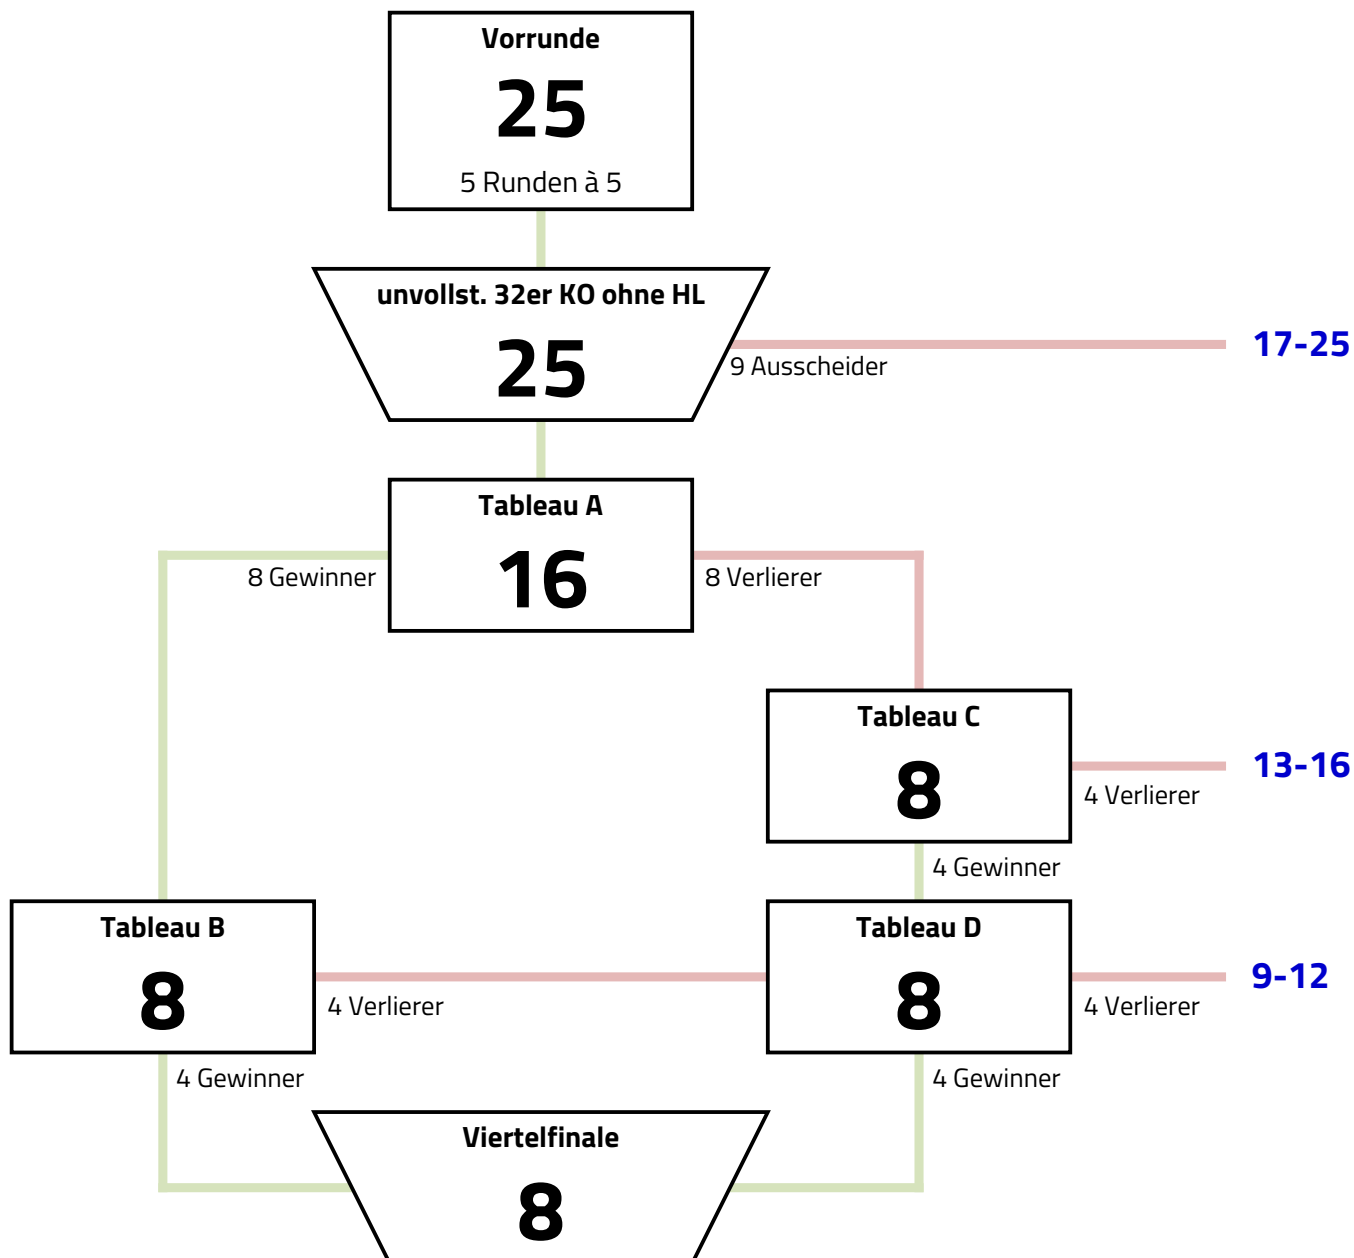 Vorrunde
25
5 Runden à 5
unvollst. 32er KO ohne HL
25
9 Ausscheider
17-25
Tableau A
16
8 Gewinner
8 Verlierer
Tableau C
8
4 Verlierer
13-16
4 Gewinner
Tableau B
8
4 Verlierer
4 Gewinner
Tableau D
8
4 Verlierer
9-12
4 Gewinner
Viertelfinale
8